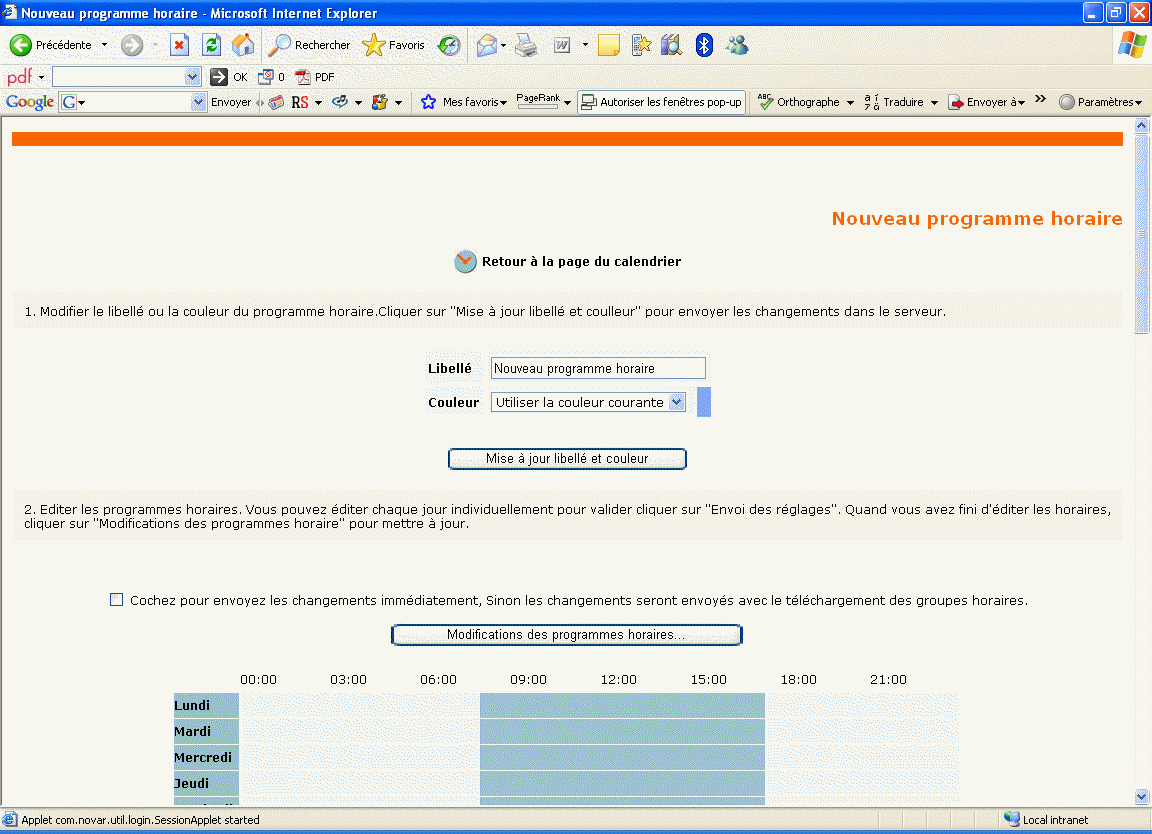 Nouveau programme horaire - Microsoft Internet Explorer
Précédente Rechercher Favoris W
pdf OK 0 PDF
Google G Envoyer RS Mes favoris PageRank Autoriser les fenêtres pop-up ABC Orthographe Traduire Envoyer à Paramètres
Nouveau programme horaire
Retour à la page du calendrier
1. Modifier le libellé ou la couleur du programme horaire.Cliquer sur "Mise à jour libellé et coulleur" pour envoyer les changements dans le serveur.
Libellé Nouveau programme horaire
Couleur Utiliser la couleur courante
Mise à jour libellé et couleur
2. Editer les programmes horaires. Vous pouvez éditer chaque jour individuellement pour valider cliquer sur "Envoi des réglages". Quand vous avez fini d'éditer les horaires,
cliquer sur "Modifications des programmes horaire" pour mettre à jour.
Cochez pour envoyez les changements immédiatement, Sinon les changements seront envoyés avec le téléchargement des groupes horaires.
Modifications des programmes horaires...
00:00 03:00 06:00 09:00 12:00 15:00 18:00 21:00
Lundi
Mardi
Mercredi
Jeudi
Applet com.novar.util.login.SessionApplet started Local intranet